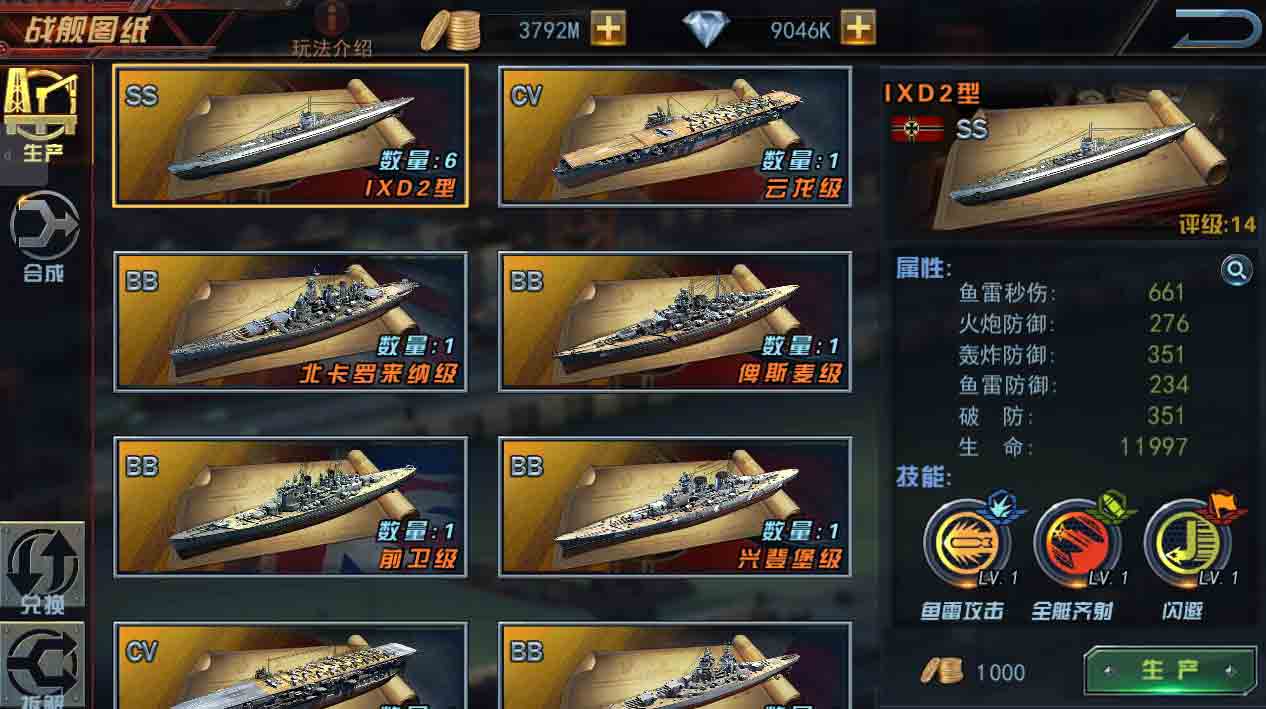 战舰图纸
玩法介绍
3792M
9046K
生产
合成
兑换
拆解
SS
数量:6
IXD2型
CV
数量:1
云龙级
BB
数量:1
北卡罗来纳级
BB
数量:1
俾斯麦级
BB
数量:1
前卫级
BB
数量:1
兴登堡级
CV
BB
IXD2型
SS
评级:14
属性:
鱼雷秒伤: 661
火炮防御: 276
轰炸防御: 351
鱼雷防御: 234
破 防: 351
生 命: 11997
技能:
LV.1
LV.1
LV.1
鱼雷攻击
全艇齐射
闪避
1000
生产